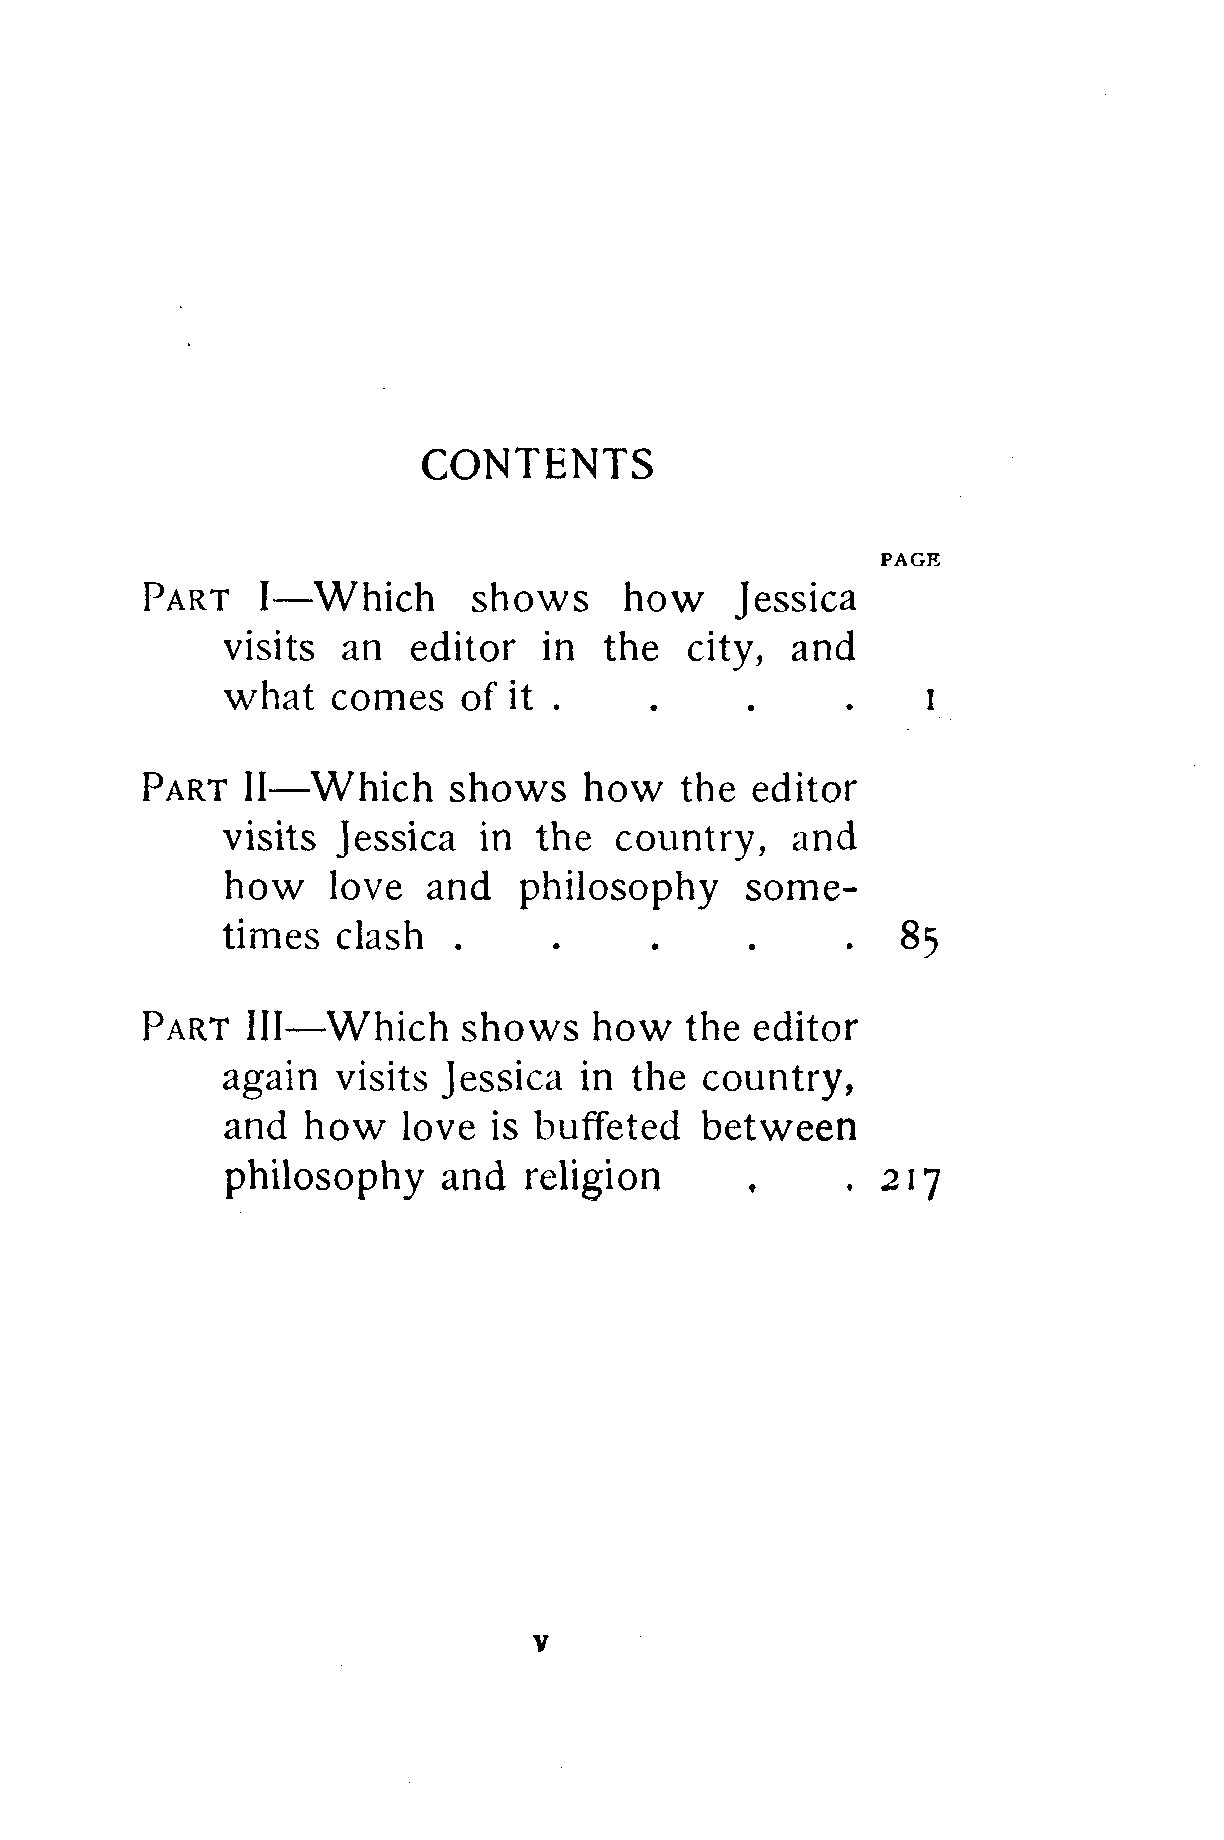 CONTENTS
PAGE
PART I—Which shows how Jessica
visits an editor in the city, and
what comes of it . . . . 1
PART II—Which shows how the editor
visits Jessica in the country, and
how love and philosophy some-
times clash . . . . . 85
PART III—Which shows how the editor
again visits Jessica in the country,
and how love is buffeted between
philosophy and religion . . 217
v